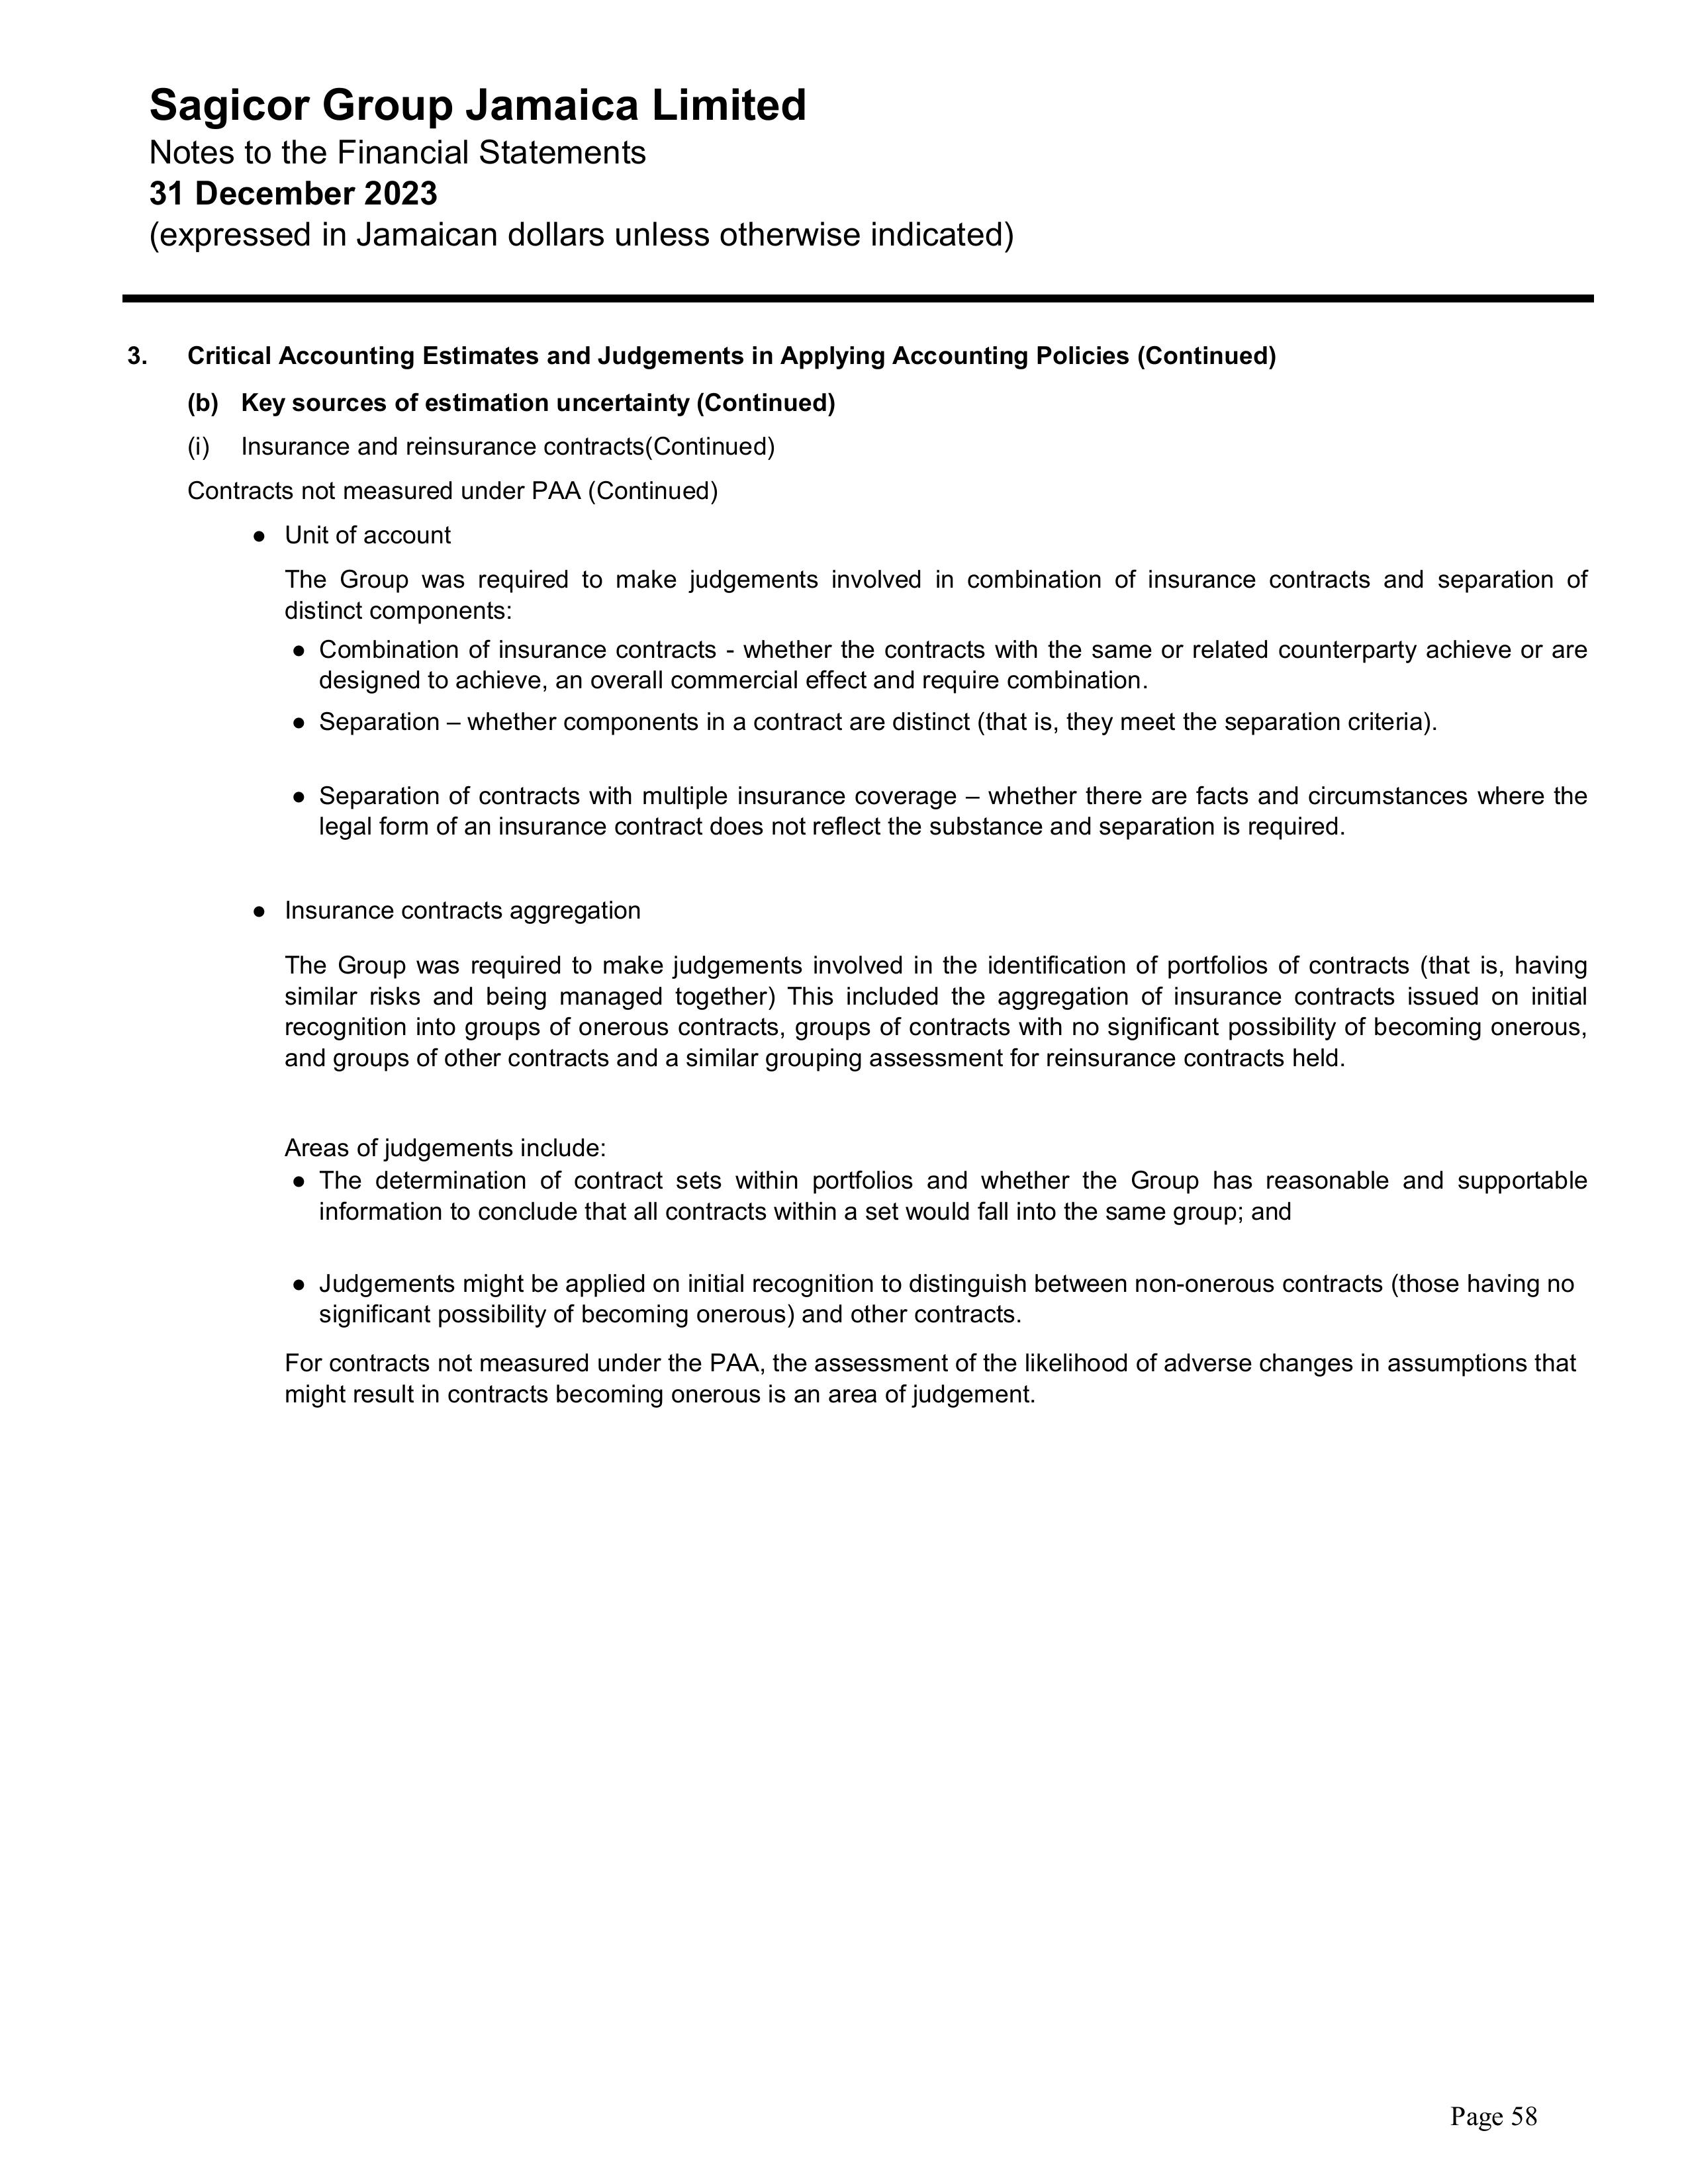 Sagicor Group Jamaica Limited
Notes to the Financial Statements
31 December 2023
(expressed in Jamaican dollars unless otherwise indicated)
3. Critical Accounting Estimates and Judgements in Applying Accounting Policies (Continued)
(b) Key sources of estimation uncertainty (Continued)
(i) Insurance and reinsurance contracts(Continued)
Contracts not measured under PAA (Continued)
● Unit of account
The Group was required to make judgements involved in combination of insurance contracts and separation of
distinct components:
● Combination of insurance contracts - whether the contracts with the same or related counterparty achieve or are
designed to achieve, an overall commercial effect and require combination.
● Separation – whether components in a contract are distinct (that is, they meet the separation criteria).
● Separation of contracts with multiple insurance coverage – whether there are facts and circumstances where the
legal form of an insurance contract does not reflect the substance and separation is required.
● Insurance contracts aggregation
The Group was required to make judgements involved in the identification of portfolios of contracts (that is, having
similar risks and being managed together) This included the aggregation of insurance contracts issued on initial
recognition into groups of onerous contracts, groups of contracts with no significant possibility of becoming onerous,
and groups of other contracts and a similar grouping assessment for reinsurance contracts held.
Areas of judgements include:
● The determination of contract sets within portfolios and whether the Group has reasonable and supportable
information to conclude that all contracts within a set would fall into the same group; and
● Judgements might be applied on initial recognition to distinguish between non-onerous contracts (those having no
significant possibility of becoming onerous) and other contracts.
For contracts not measured under the PAA, the assessment of the likelihood of adverse changes in assumptions that
might result in contracts becoming onerous is an area of judgement.
Page 58